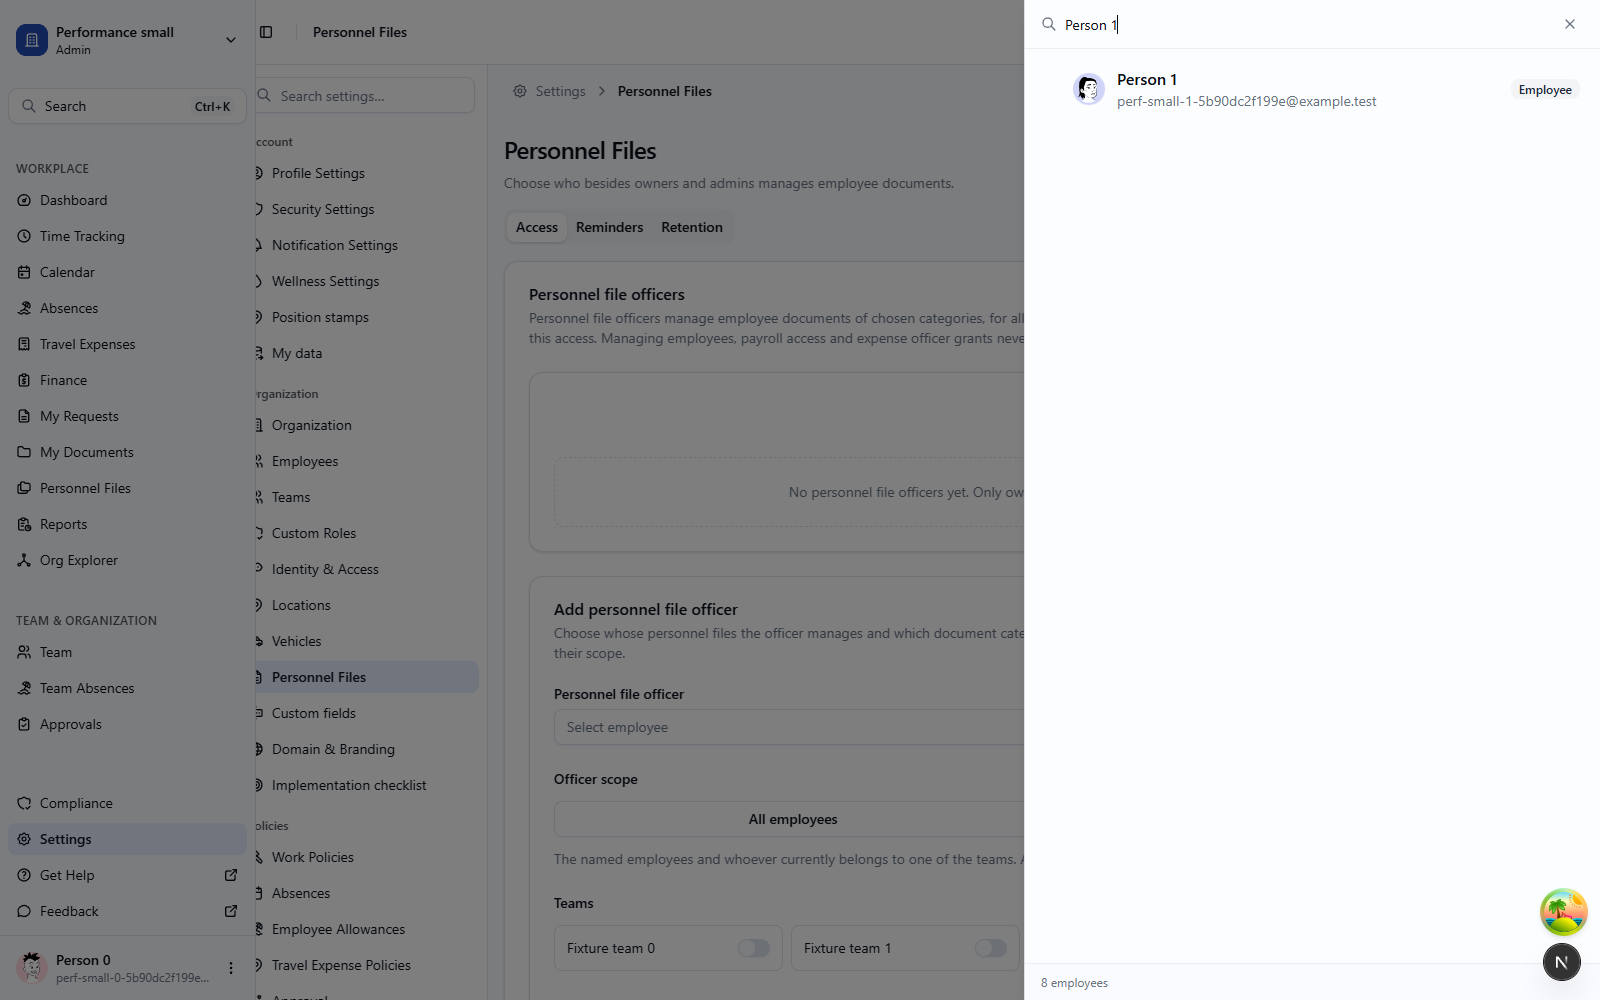 Performance small
Admin
Search
Ctrl+K
WORKPLACE
Dashboard
Time Tracking
Calendar
Absences
Travel Expenses
Finance
My Requests
My Documents
Personnel Files
Reports
Org Explorer
TEAM & ORGANIZATION
Team
Team Absences
Approvals
Compliance
Settings
Get Help
Feedback
Person 0
perf-small-0-5b90dc2f199e...
Personnel Files
Search settings...
ccount
Profile Settings
Security Settings
Notification Settings
Wellness Settings
Position stamps
My data
rganization
Organization
Employees
Teams
Custom Roles
Identity & Access
Locations
Vehicles
Personnel Files
Custom fields
Domain & Branding
Implementation checklist
olicies
Work Policies
Absences
Employee Allowances
Travel Expense Policies
Settings
Personnel Files
Personnel Files
Choose who besides owners and admins manages employee documents.
Access
Reminders
Retention
Personnel file officers
Personnel file officers manage employee documents of chosen categories, for all
this access. Managing employees, payroll access and expense officer grants neve
No personnel file officers yet. Only ow
Add personnel file officer
Choose whose personnel files the officer manages and which document cate
their scope.
Personnel file officer
Select employee
Officer scope
All employees
The named employees and whoever currently belongs to one of the teams.
Teams
Fixture team 0
Fixture team 1
Person 1
Person 1
perf-small-1-5b90dc2f199e@example.test
Employee
8 employees
N